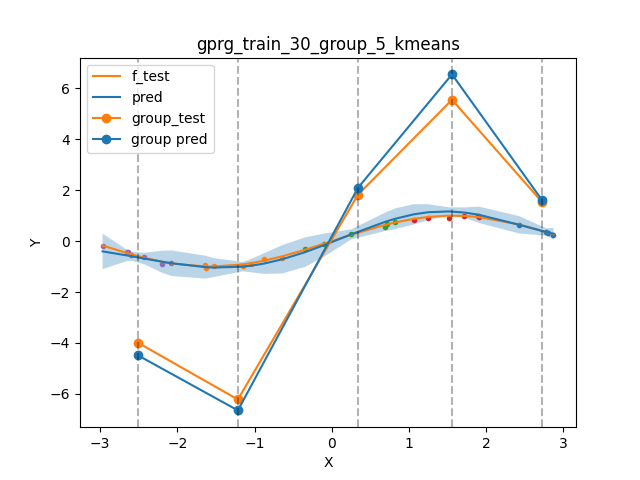 gprg_train_30_group_5_kmeans
f_test
pred
group_test
group pred
6
4
2
0
−2
−4
−6
Y
−3 −2 −1 0 1 2 3
X